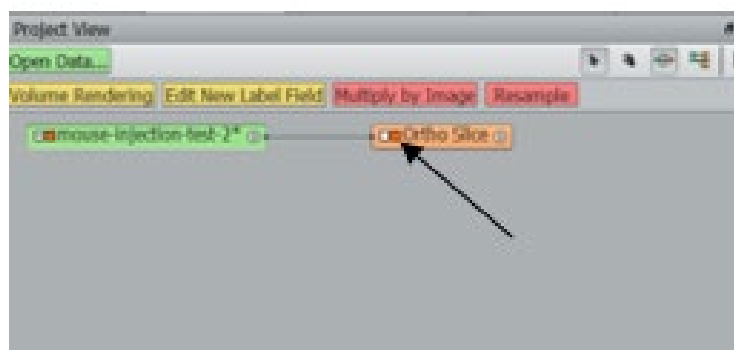 Project View
Open Data...
Volume Rendering Edit New Label Field Multiply by Image Resample
mouse-injection-test-2* Ortho Slice